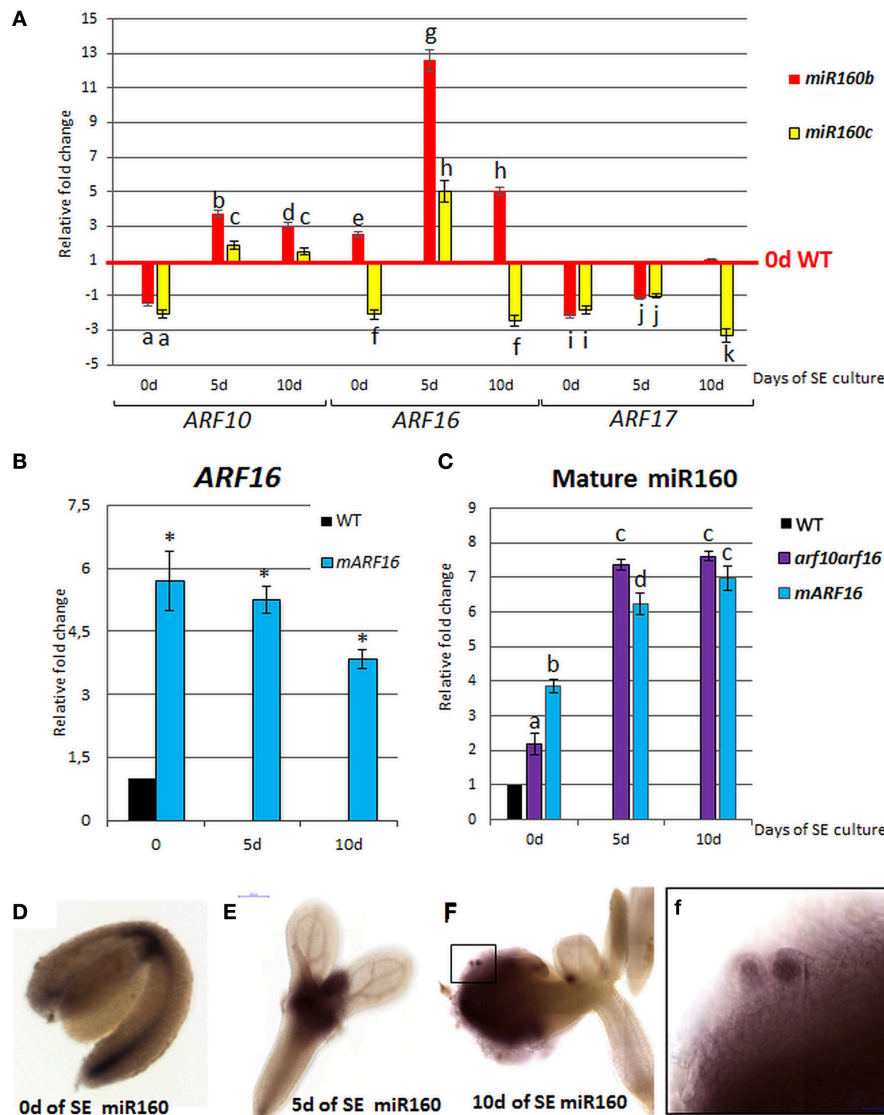 A
15
13
11
9
7
5
3
1
-1
-3
-5
Relative fold change
miR160b
miR160c
a a b c d c e f g h h f i i j j k
0d WT
0d 5d 10d 0d 5d 10d 0d 5d 10d
Days of SE culture
ARF10 ARF16 ARF17
B
ARF16
7,5
6
4,5
3
1,5
0
Relative fold change
WT
mARF16
* * *
0 5d 10d
C
Mature miR160
9
8
7
6
5
4
3
2
1
0
Relative fold change
WT
arf10arf16
mARF16
a b c d c c
0d 5d 10d
Days of SE culture
D
0d of SE miR160
E
5d of SE miR160
F
10d of SE miR160
f